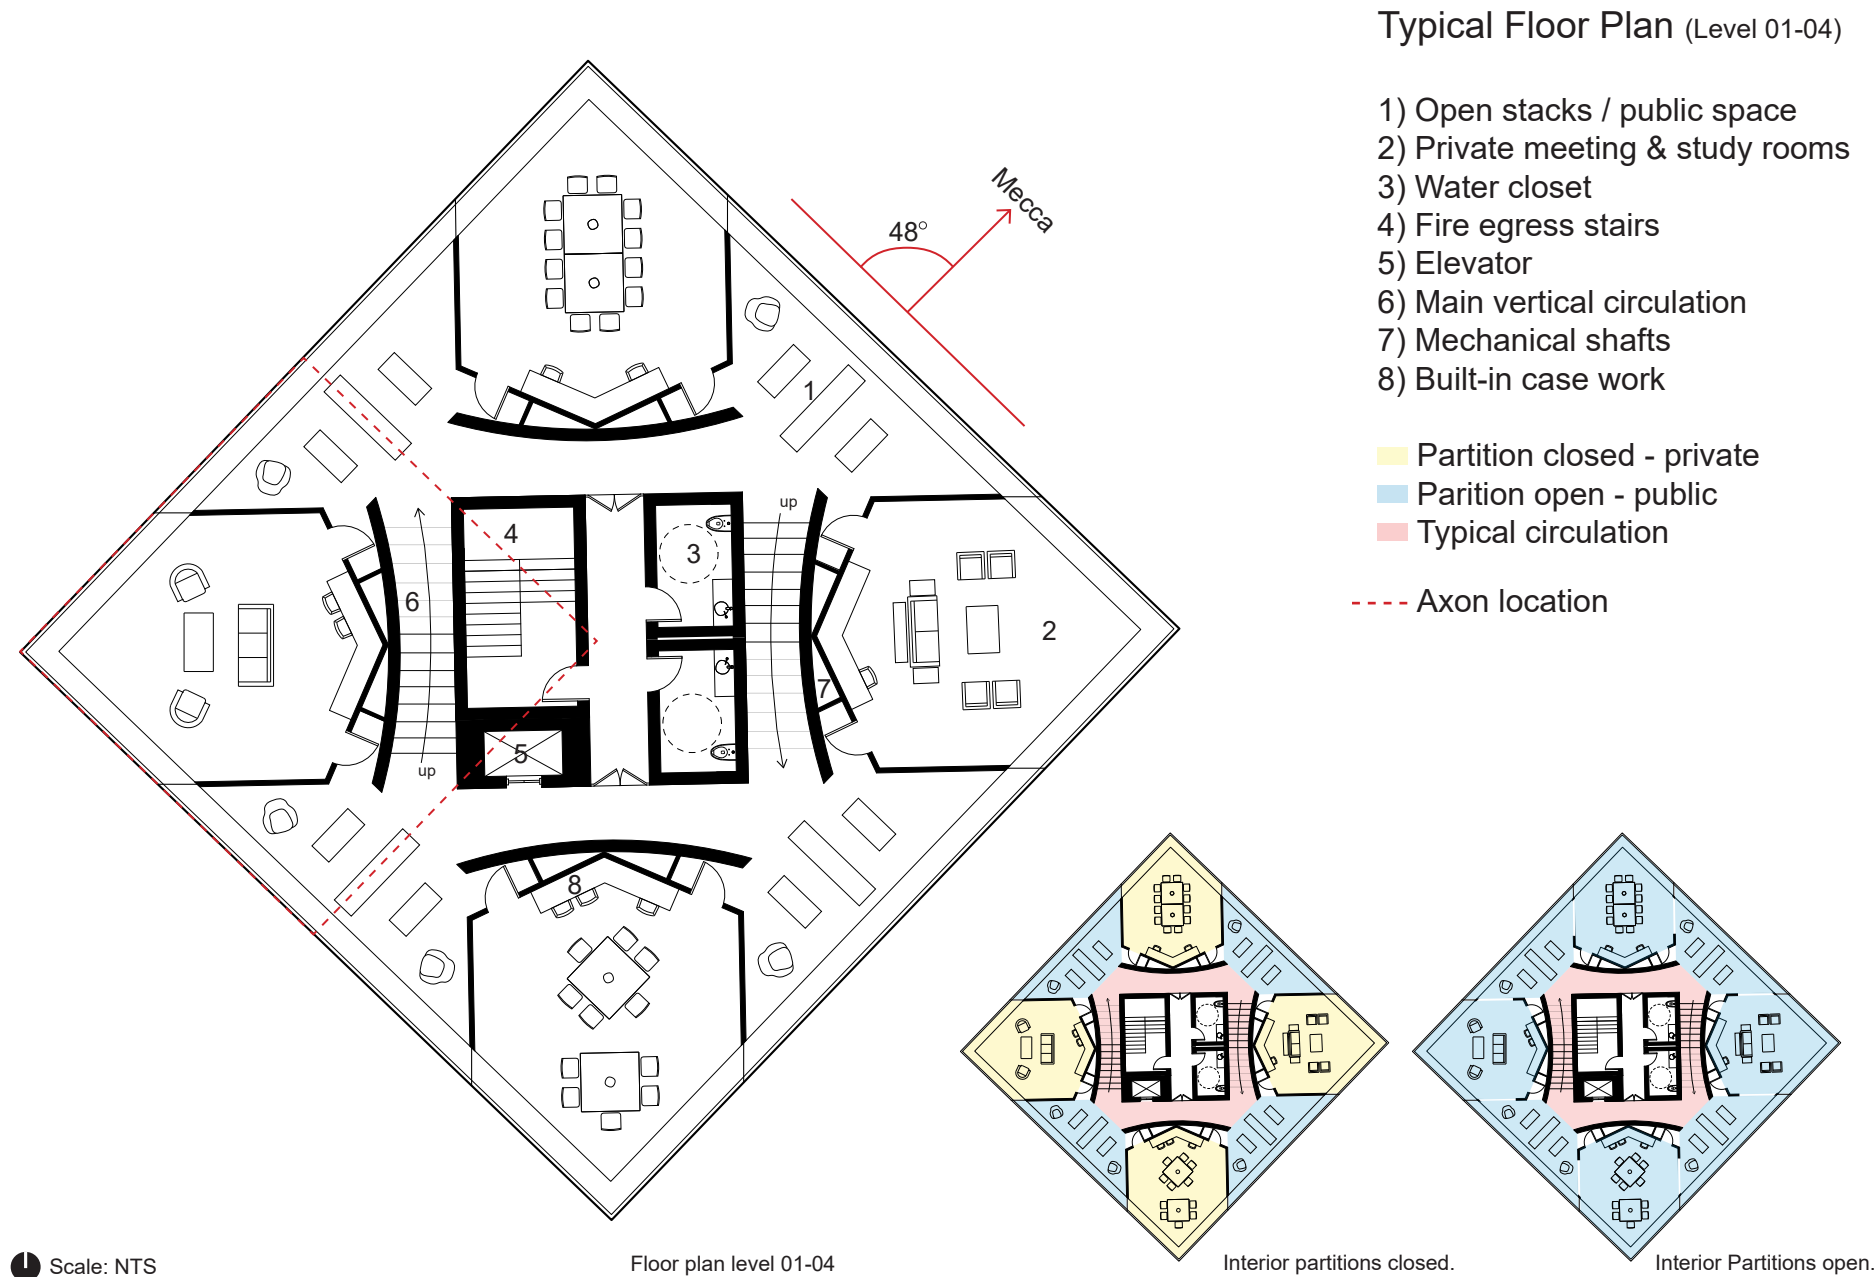 Typical Floor Plan (Level 01-04)
1) Open stacks / public space
2) Private meeting & study rooms
3) Water closet
4) Fire egress stairs
5) Elevator
6) Main vertical circulation
7) Mechanical shafts
8) Built-in case work
Partition closed - private
Parition open - public
Typical circulation
Axon location
Mecca
48°
1
up
4
3
6
2
7
5
up
8
Scale: NTS
Floor plan level 01-04
Interior partitions closed.
Interior Partitions open.